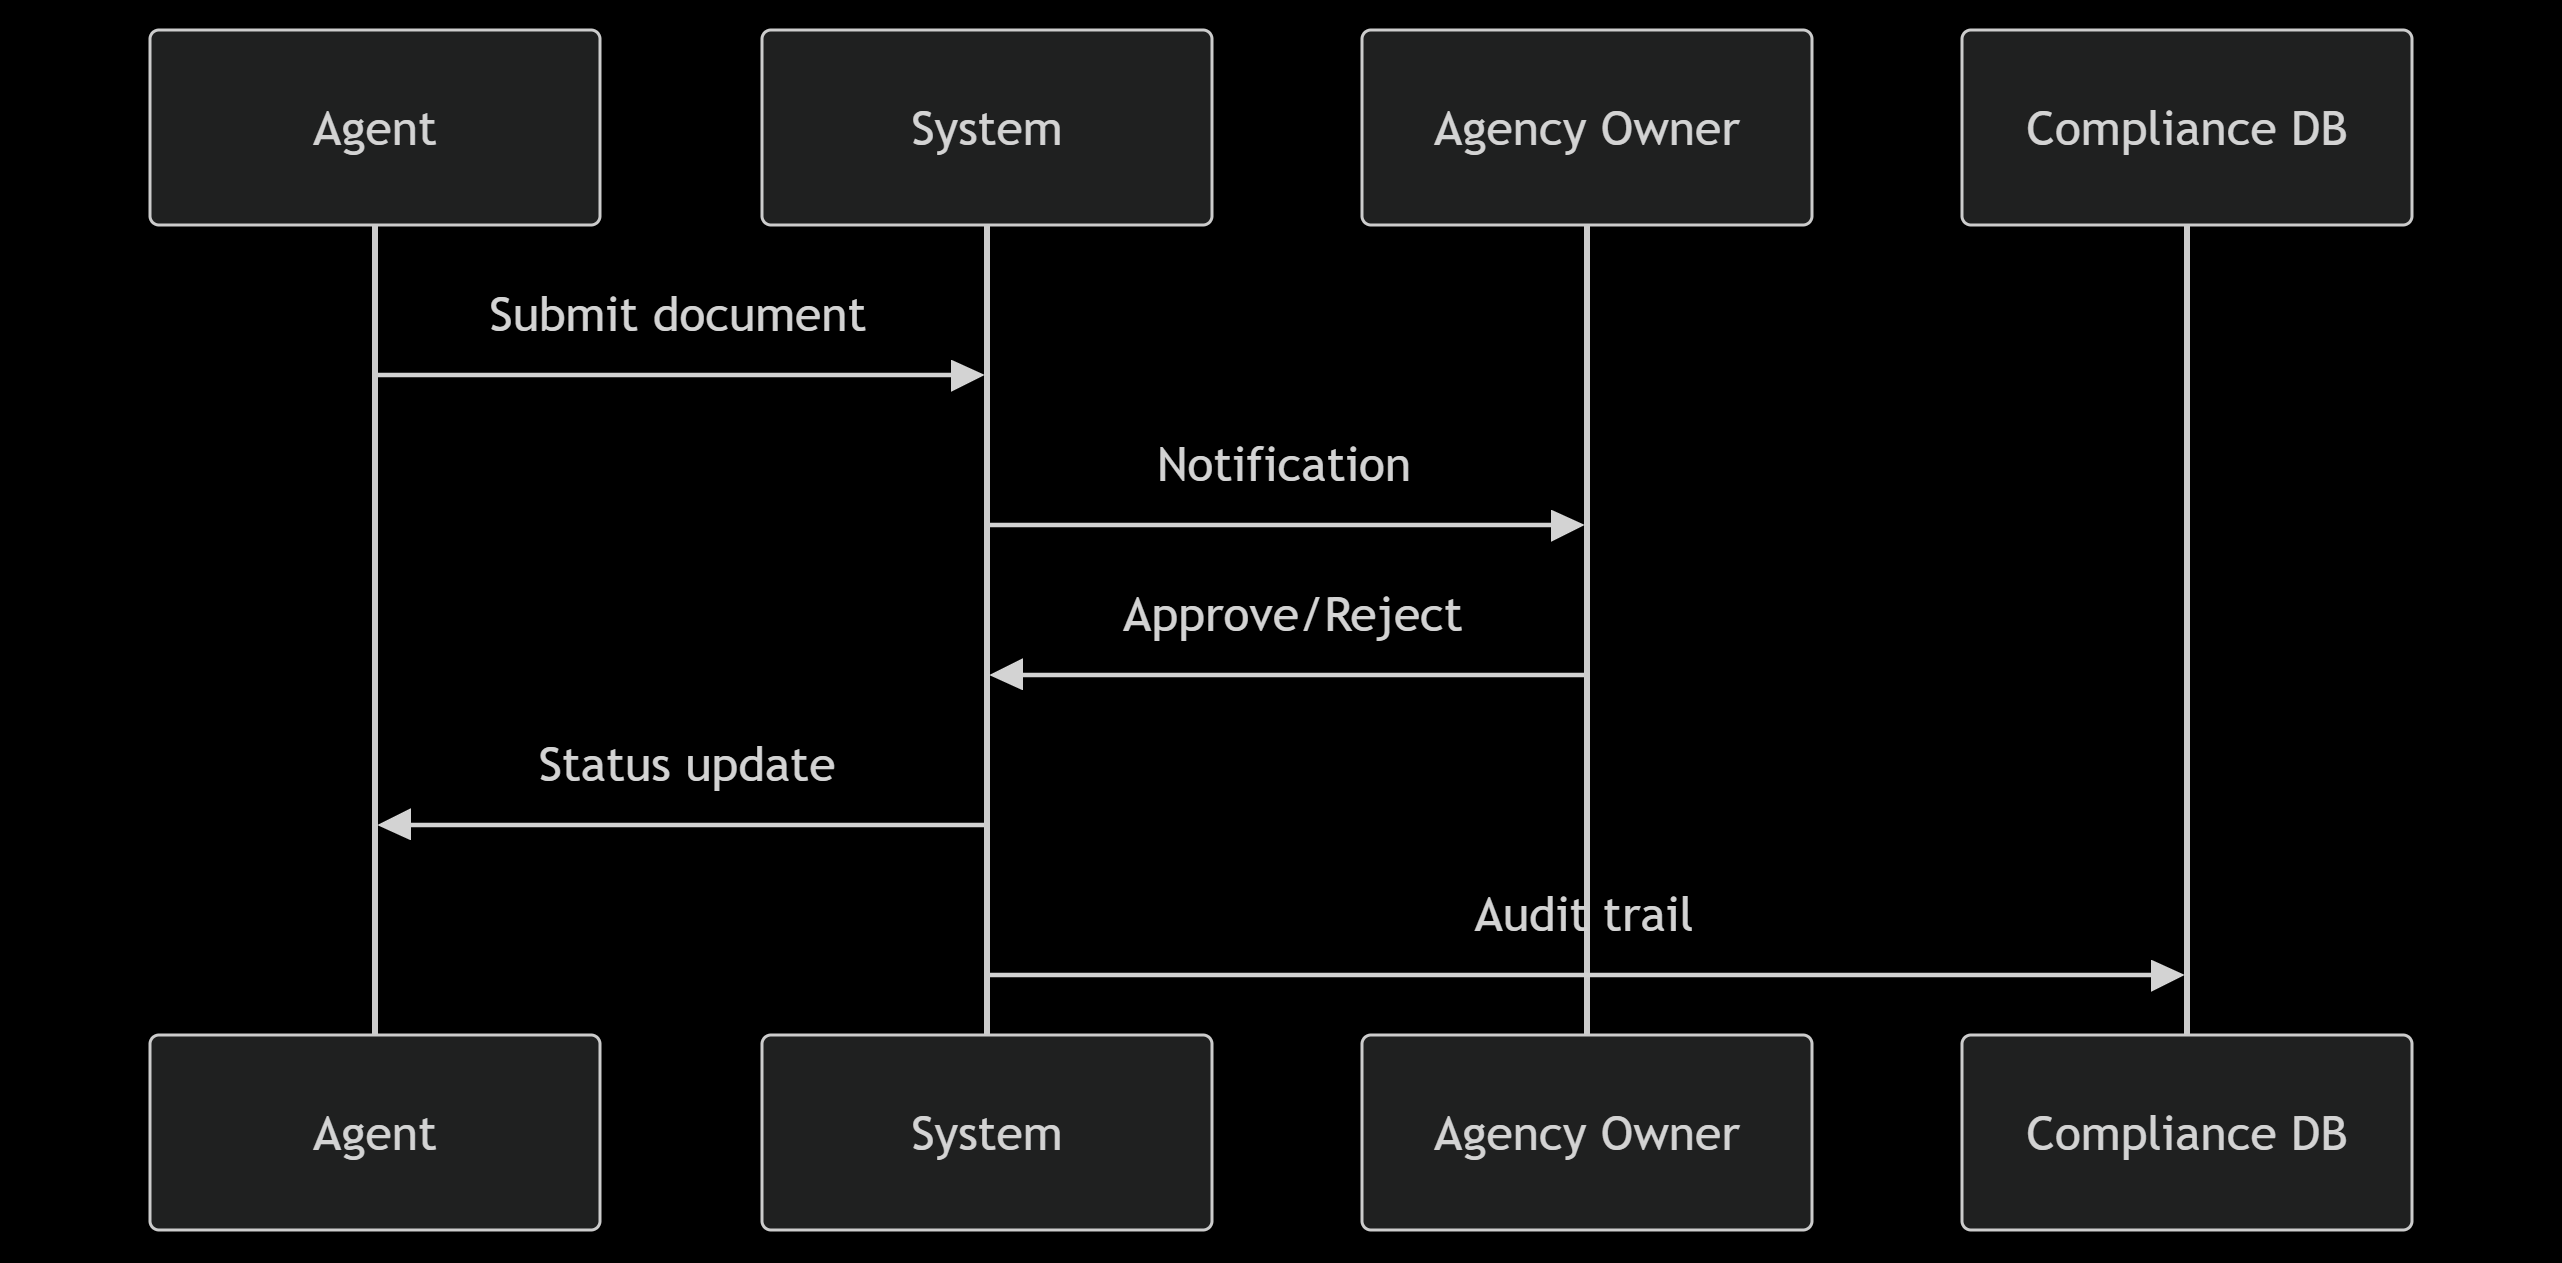 Agent
System
Agency Owner
Compliance DB
Submit document
Notification
Approve/Reject
Status update
Audit trail
Agent
System
Agency Owner
Compliance DB